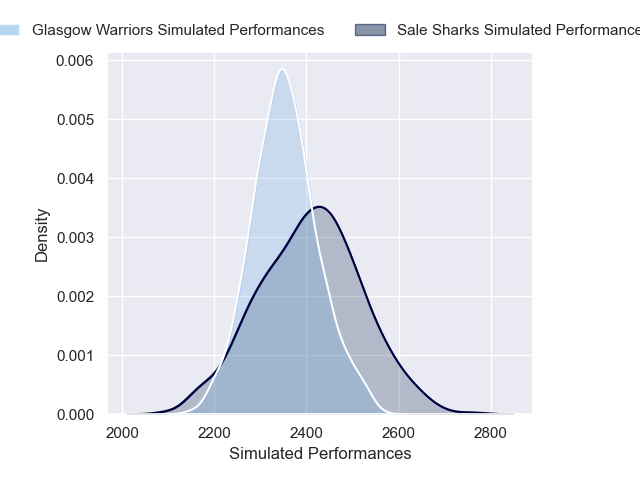 Glasgow Warriors Simulated Performances
Sale Sharks Simulated Performance
0.006
0.005
0.004
0.003
0.002
0.001
0.000
Density
2000 2200 2400 2600 2800
Simulated Performances